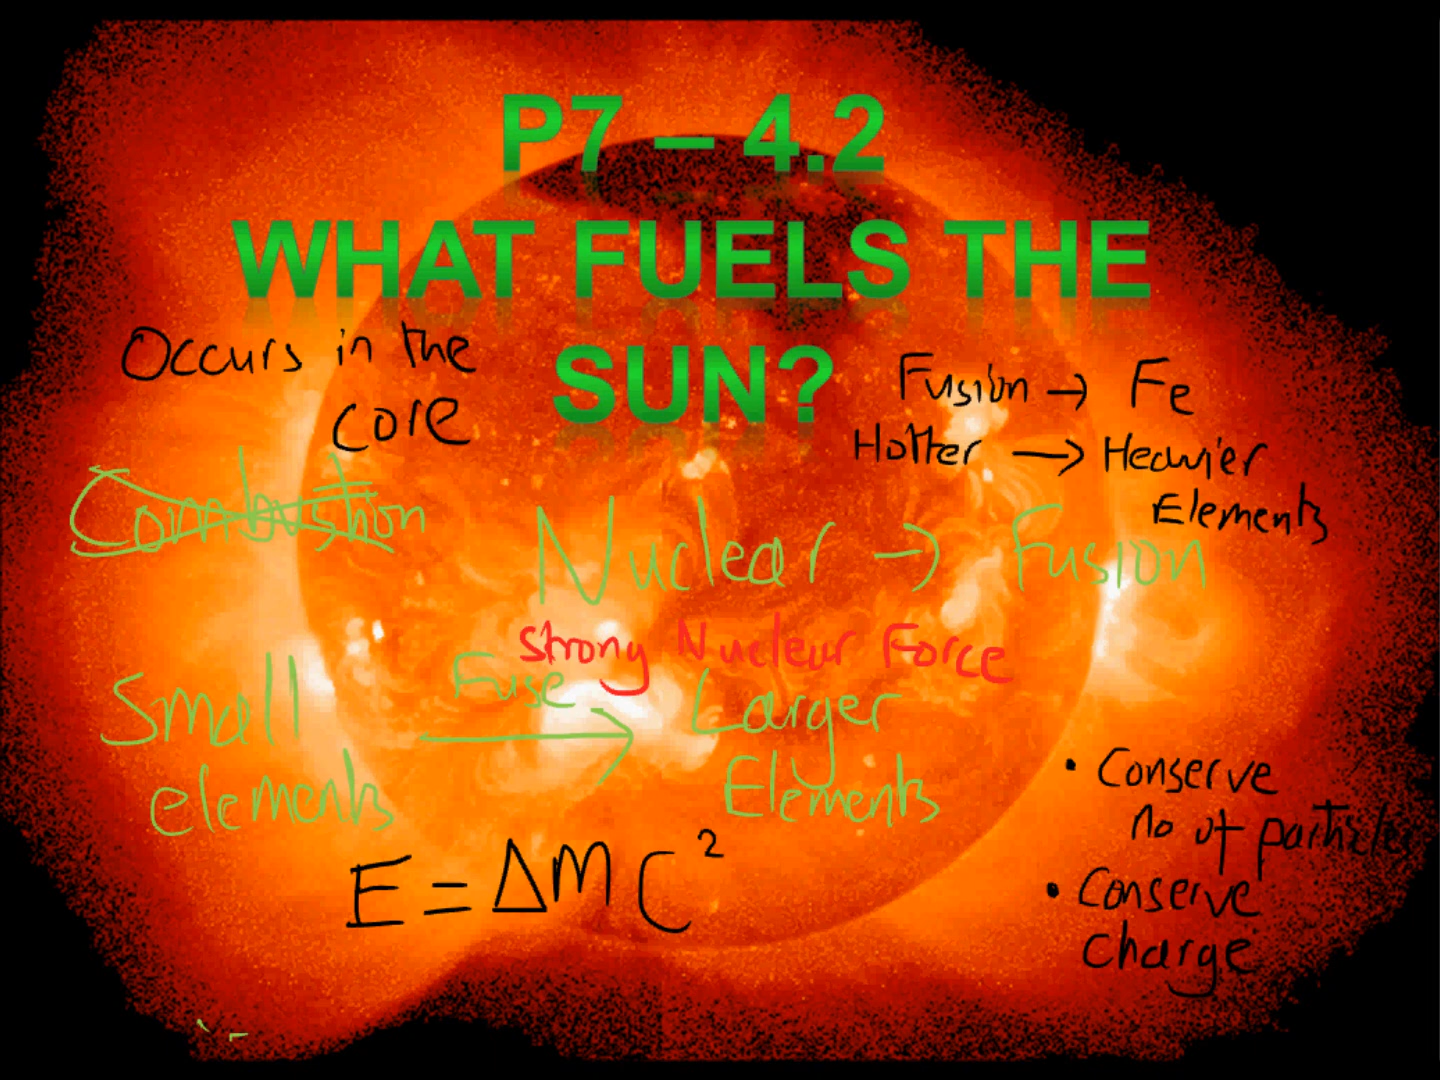 P7 – 4.2
WHAT FUELS THE
SUN?
Occurs in the
core
Fusion → Fe
Hotter → Heavier
Elements
Combustion
Nuclear → Fusion
Strong Nuclear Force
Small
elements
Fuse
Larger
Elements
E = ΔMC²
• Conserve
no of particles
• Conserve
Charge